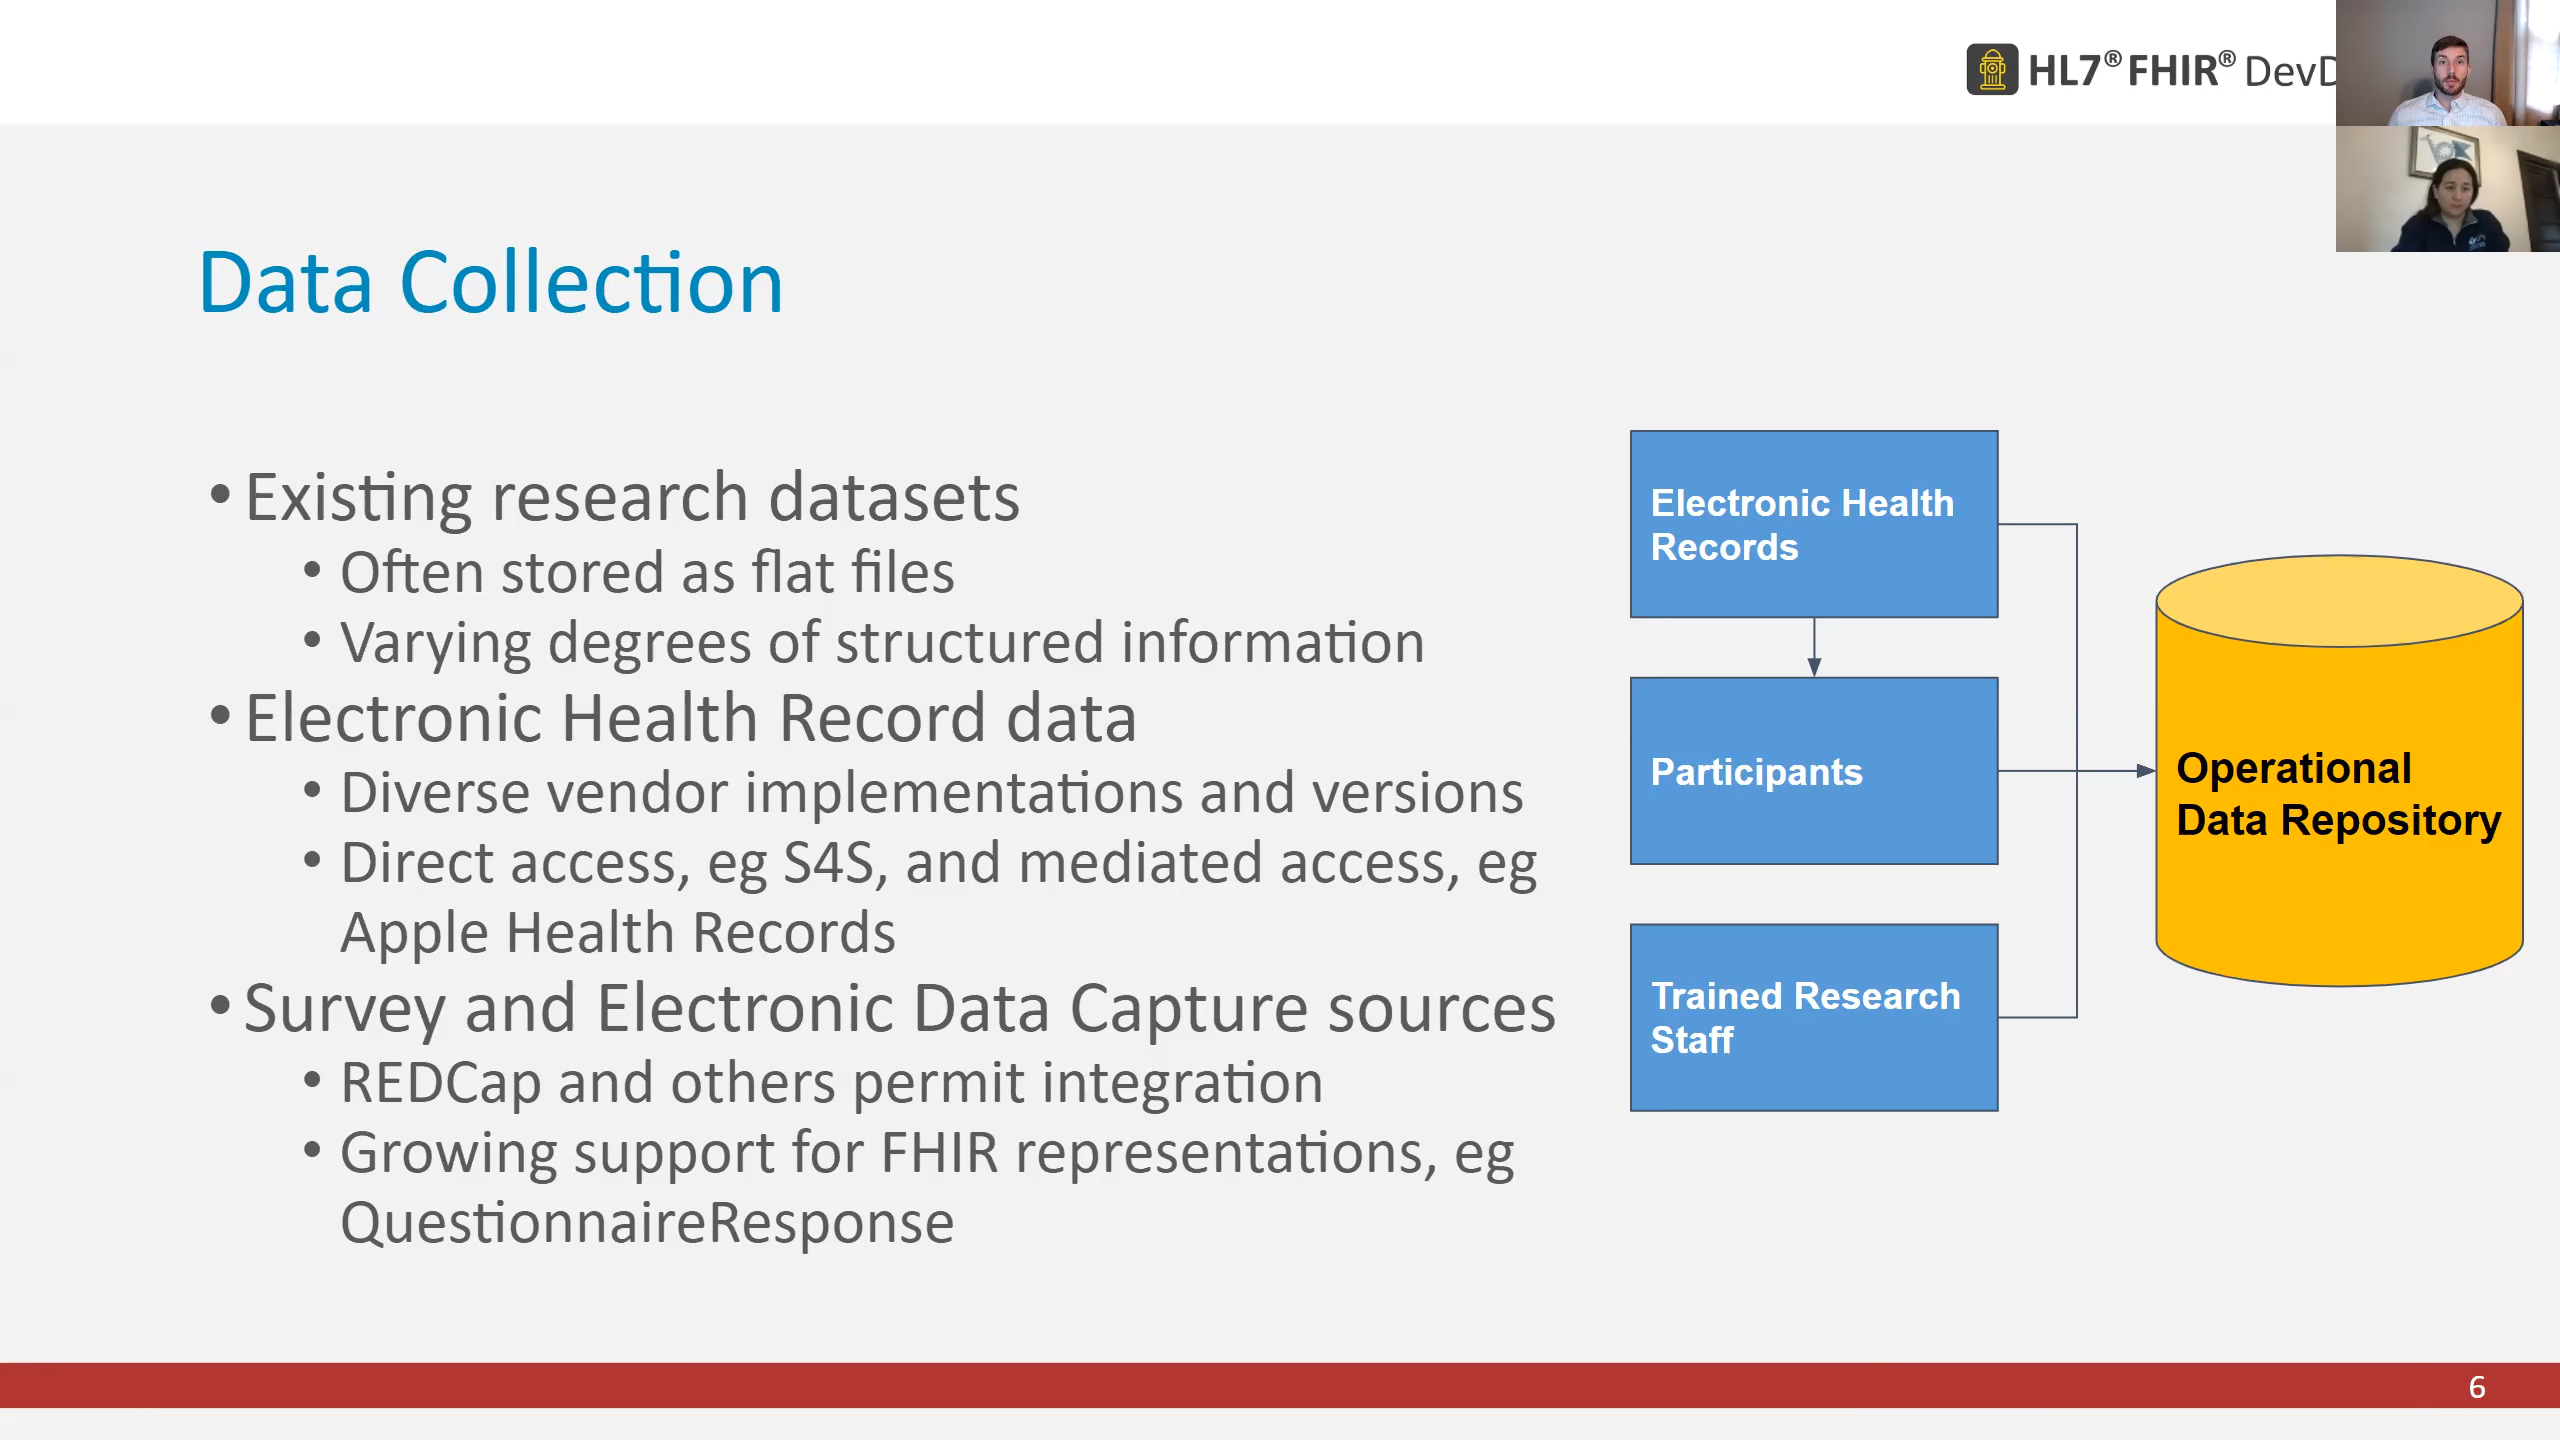 HL7® FHIR®
Data Collection
• Existing research datasets
• Often stored as flat files
• Varying degrees of structured information
• Electronic Health Record data
• Diverse vendor implementations and versions
• Direct access, eg S4S, and mediated access, eg
Apple Health Records
• Survey and Electronic Data Capture sources
• REDCap and others permit integration
• Growing support for FHIR representations, eg
QuestionnaireResponse
Electronic Health
Records
Participants
Trained Research
Staff
Operational
Data Repository
6